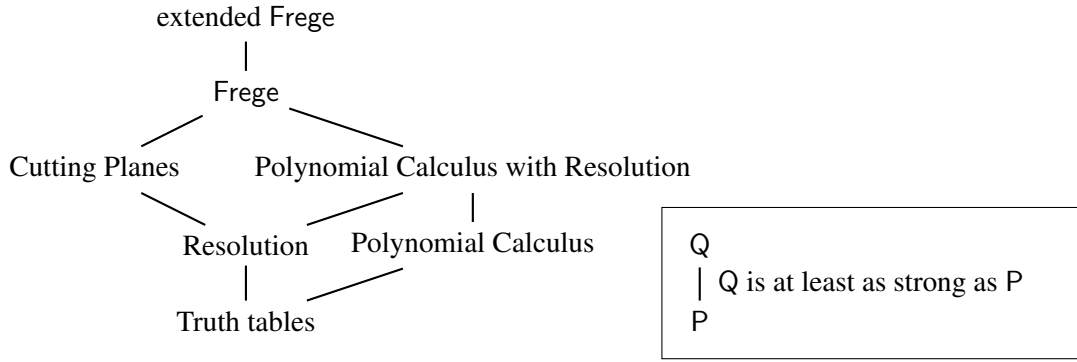 extended Frege
Frege
Cutting Planes
Polynomial Calculus with Resolution
Resolution
Polynomial Calculus
Truth tables
Q
Q is at least as strong as P
P